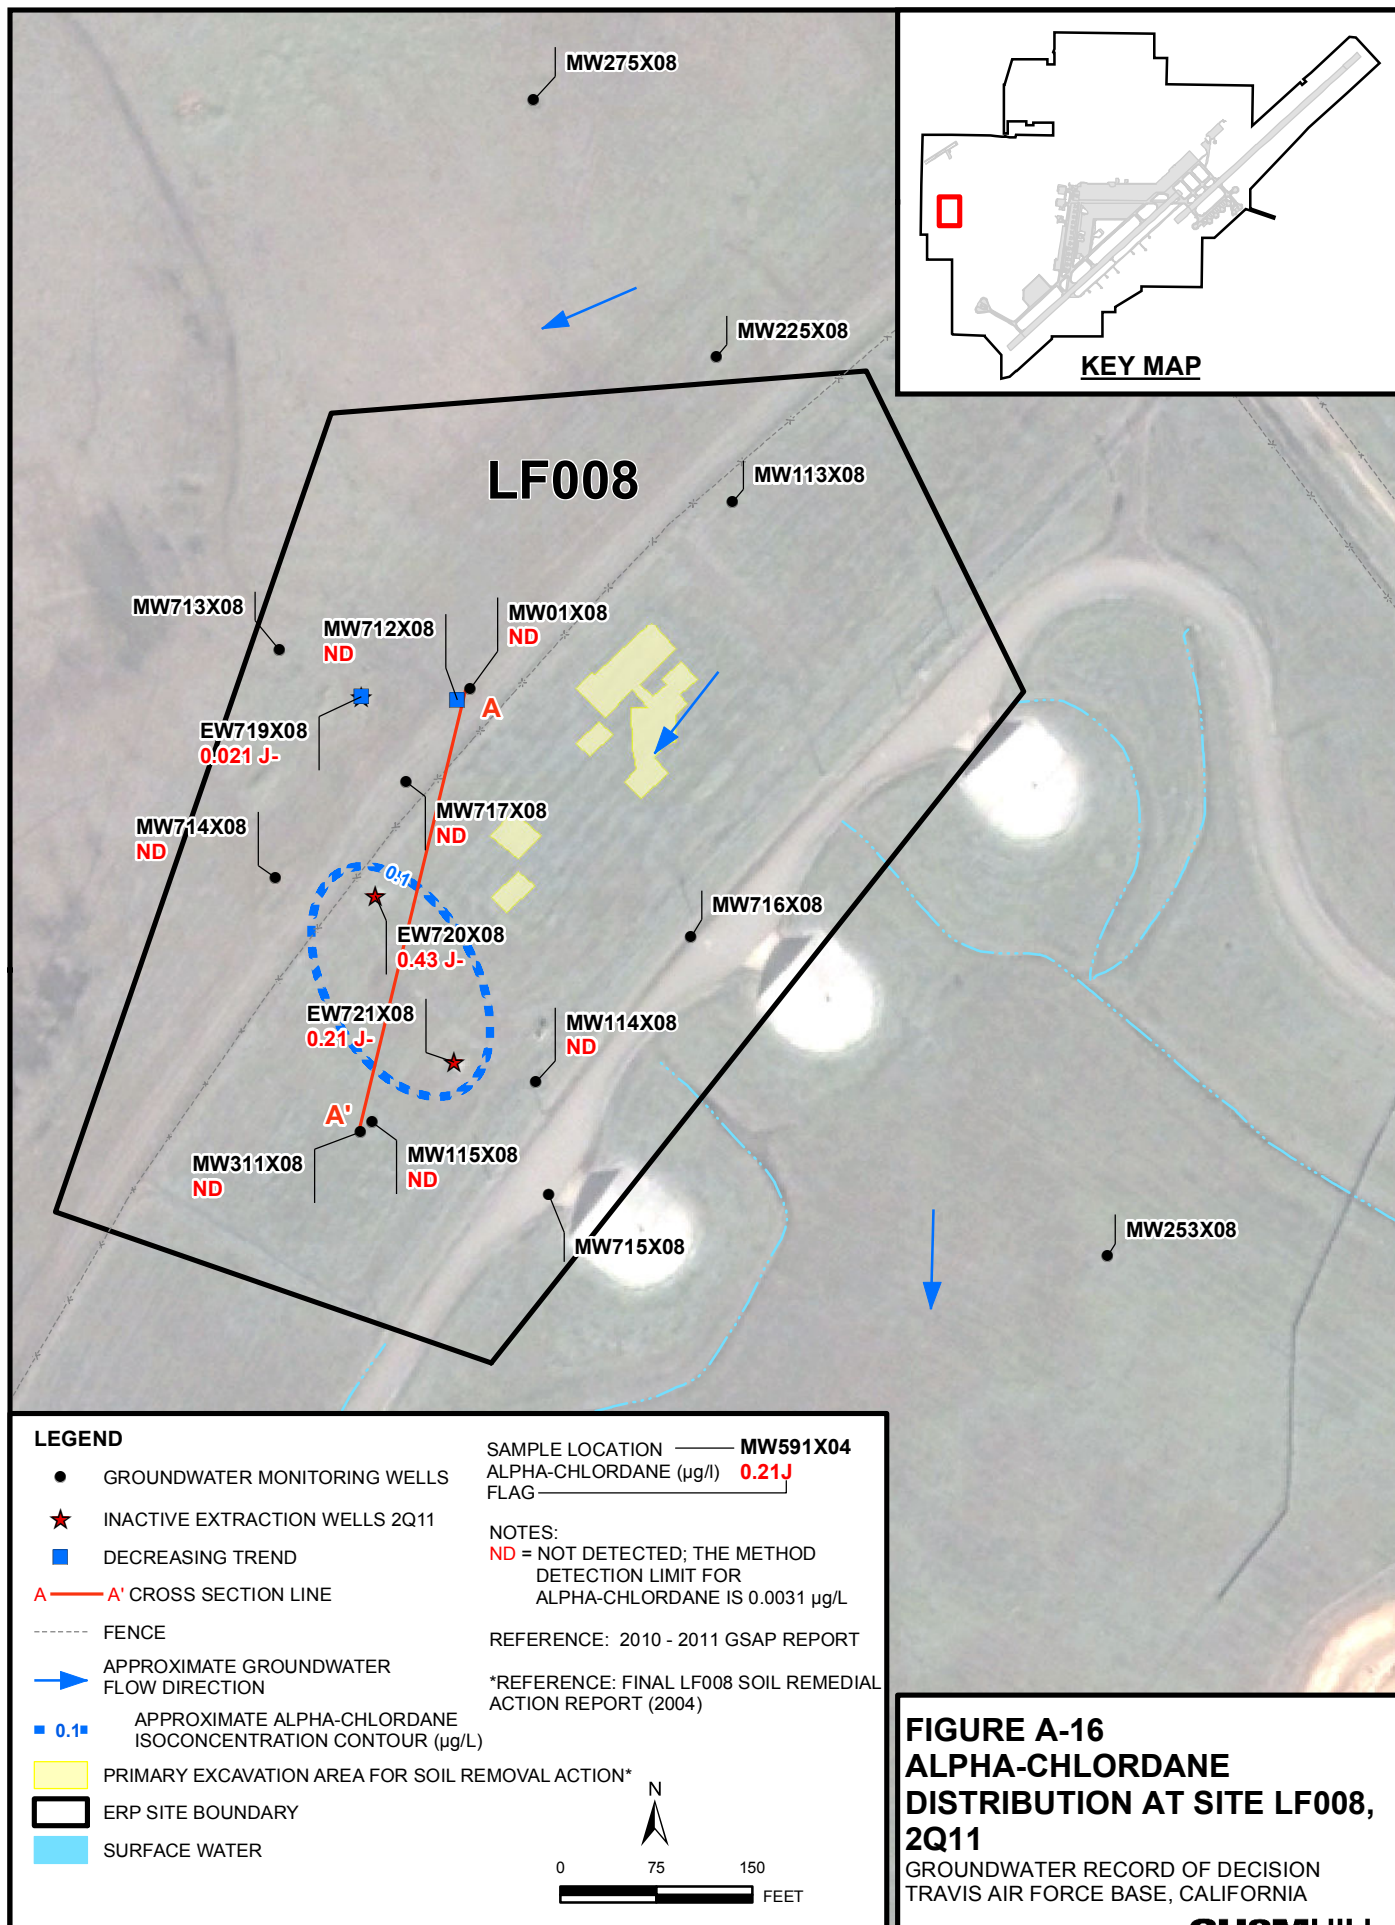 MW275X08
KEY MAP
MW225X08
LF008
MW113X08
MW713X08
MW712X08
ND
MW01X08
ND
A
EW719X08
0.021 J-
MW717X08
ND
MW714X08
ND
0.1
EW720X08
0.43 J-
MW716X08
EW721X08
0.21 J-
MW114X08
ND
A'
MW311X08
ND
MW115X08
ND
MW715X08
MW253X08
LEGEND
GROUNDWATER MONITORING WELLS
INACTIVE EXTRACTION WELLS 2Q11
DECREASING TREND
A A' CROSS SECTION LINE
FENCE
APPROXIMATE GROUNDWATER
FLOW DIRECTION
0.1 APPROXIMATE ALPHA-CHLORDANE
ISOCONCENTRATION CONTOUR (µg/L)
PRIMARY EXCAVATION AREA FOR SOIL REMOVAL ACTION*
ERP SITE BOUNDARY
SURFACE WATER
SAMPLE LOCATION MW591X04
ALPHA-CHLORDANE (µg/l) 0.21J
FLAG
NOTES:
ND = NOT DETECTED; THE METHOD
DETECTION LIMIT FOR
ALPHA-CHLORDANE IS 0.0031 µg/L
REFERENCE: 2010 - 2011 GSAP REPORT
*REFERENCE: FINAL LF008 SOIL REMEDIAL
ACTION REPORT (2004)
N
0 75 150
FEET
FIGURE A-16
ALPHA-CHLORDANE
DISTRIBUTION AT SITE LF008,
2Q11
GROUNDWATER RECORD OF DECISION
TRAVIS AIR FORCE BASE, CALIFORNIA